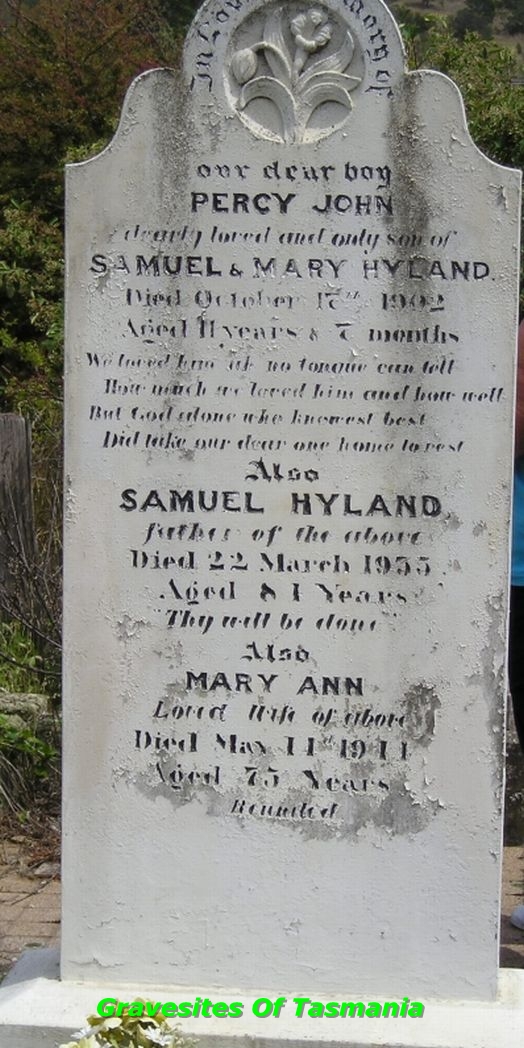 In Loving Memory of
our dear boy
PERCY JOHN
dearly loved and only son of
SAMUEL & MARY HYLAND.
Died October 17th 1902
Aged 11 years & 7 months
We loved him oh no tongue can tell
How much we loved him and how well
But God alone who knowest best
Did take our dear one home to rest
Also
SAMUEL HYLAND,
father of the above
Died 22 March 1935
Aged 81 Years
"Thy will be done"
Also
MARY ANN
Loved Wife of above
Died May 11th 1941
Aged 75 Years
Reunited
Gravesites Of Tasmania